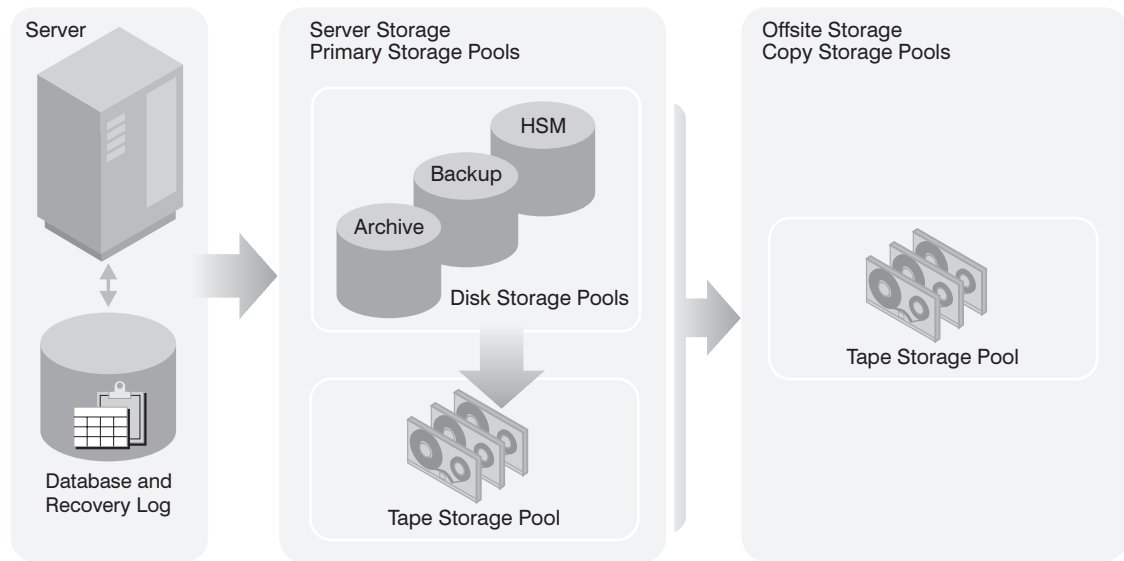 Server
Database and
Recovery Log
Server Storage
Primary Storage Pools
HSM
Backup
Archive
Disk Storage Pools
Tape Storage Pool
Offsite Storage
Copy Storage Pools
Tape Storage Pool